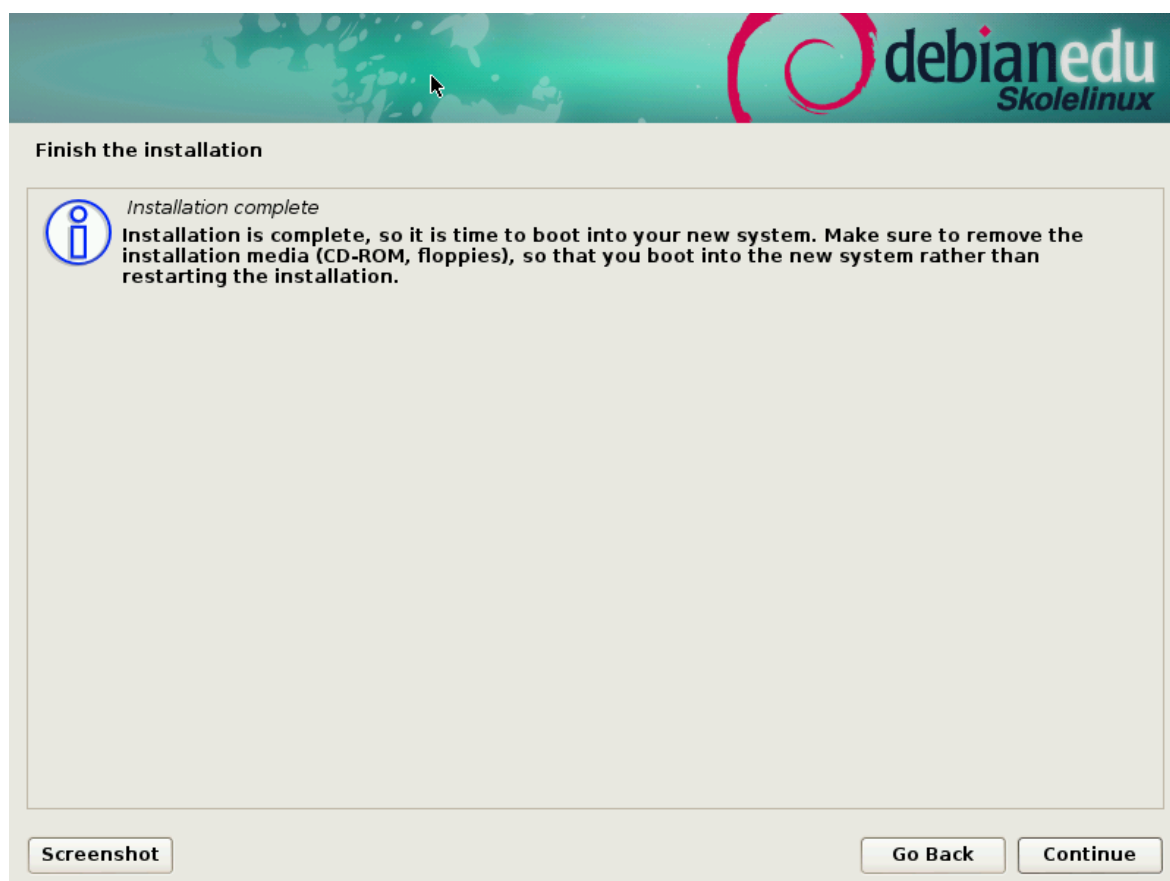 debianedu
Skolelinux
Finish the installation
Installation complete
Installation is complete, so it is time to boot into your new system. Make sure to remove the
installation media (CD-ROM, floppies), so that you boot into the new system rather than
restarting the installation.
Screenshot
Go Back
Continue